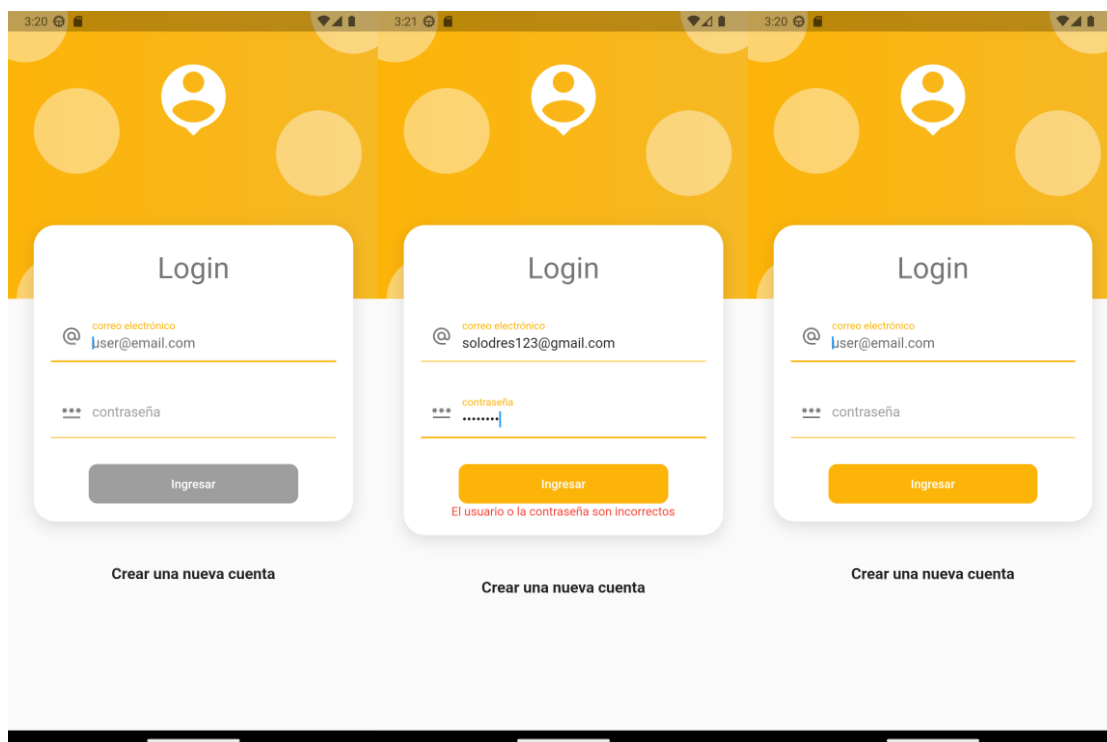 3:20
Login
correo electrónico
user@email.com
*** contraseña
Ingresar
Crear una nueva cuenta
3:21
Login
correo electrónico
solodres123@gmail.com
contraseña
***
••••••••
Ingresar
El usuario o la contraseña son incorrectos
Crear una nueva cuenta
3:20
Login
correo electrónico
user@email.com
*** contraseña
Ingresar
Crear una nueva cuenta